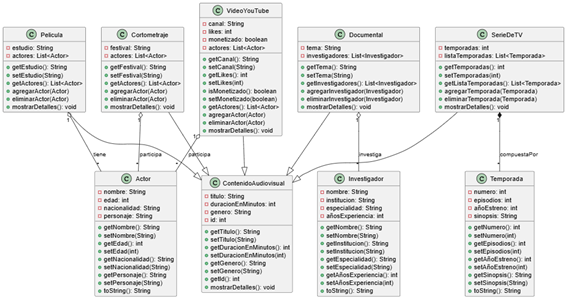 C Pelicula
estudio: String
actores: List<Actor>
getEstudio(): String
setEstudio(String)
getActores(): List<Actor>
agregarActor(Actor)
eliminarActor(Actor)
mostrarDetalles(): void
C Cortometraje
festival: String
actores: List<Actor>
getFestival(): String
setFestival(String)
getActores(): List<Actor>
agregarActor(Actor)
eliminarActor(Actor)
mostrarDetalles(): void
C VideoYouTube
canal: String
likes: int
monetizado: boolean
actores: List<Actor>
getCanal(): String
setCanal(String)
getLikes(): int
setLikes(int)
isMonetizado(): boolean
setMonetizado(boolean)
getActores(): List<Actor>
agregarActor(Actor)
eliminarActor(Actor)
mostrarDetalles(): void
C Documental
tema: String
investigadores: List<Investigador>
getTema(): String
setTema(String)
getInvestigadores(): List<Investigador>
agregarInvestigador(Investigador)
eliminarInvestigador(Investigador)
mostrarDetalles(): void
C SerieDeTV
temporadas: int
listaTemporadas: List<Temporada>
getTemporadas(): int
setTemporadas(int)
getListaTemporadas(): List<Temporada>
agregarTemporada(Temporada)
eliminarTemporada(Temporada)
mostrarDetalles(): void
1
1
1
1
1
tiene
participa
participa
investiga
compuestaPor
C Actor
nombre: String
edad: int
nacionalidad: String
personaje: String
getNombre(): String
setNombre(String)
getEdad(): int
setEdad(int)
getNacionalidad(): String
setNacionalidad(String)
getPersonaje(): String
setPersonaje(String)
toString(): String
C ContenidoAudiovisual
titulo: String
duracionEnMinutos: int
genero: String
id: int
getTitulo(): String
setTitulo(String)
getDuracionEnMinutos(): int
setDuracionEnMinutos(int)
getGenero(): String
setGenero(String)
getId(): int
mostrarDetalles(): void
C Investigador
nombre: String
institucion: String
especialidad: String
añosExperiencia: int
getNombre(): String
setNombre(String)
getInstitucion(): String
setInstitucion(String)
getEspecialidad(): String
setEspecialidad(String)
getAñosExperiencia(): int
setAñosExperiencia(int)
toString(): String
C Temporada
numero: int
episodios: int
añoEstreno: int
sinopsis: String
getNumero(): int
setNumero(int)
getEpisodios(): int
setEpisodios(int)
getAñoEstreno(): int
setAñoEstreno(int)
getSinopsis(): String
setSinopsis(String)
toString(): String